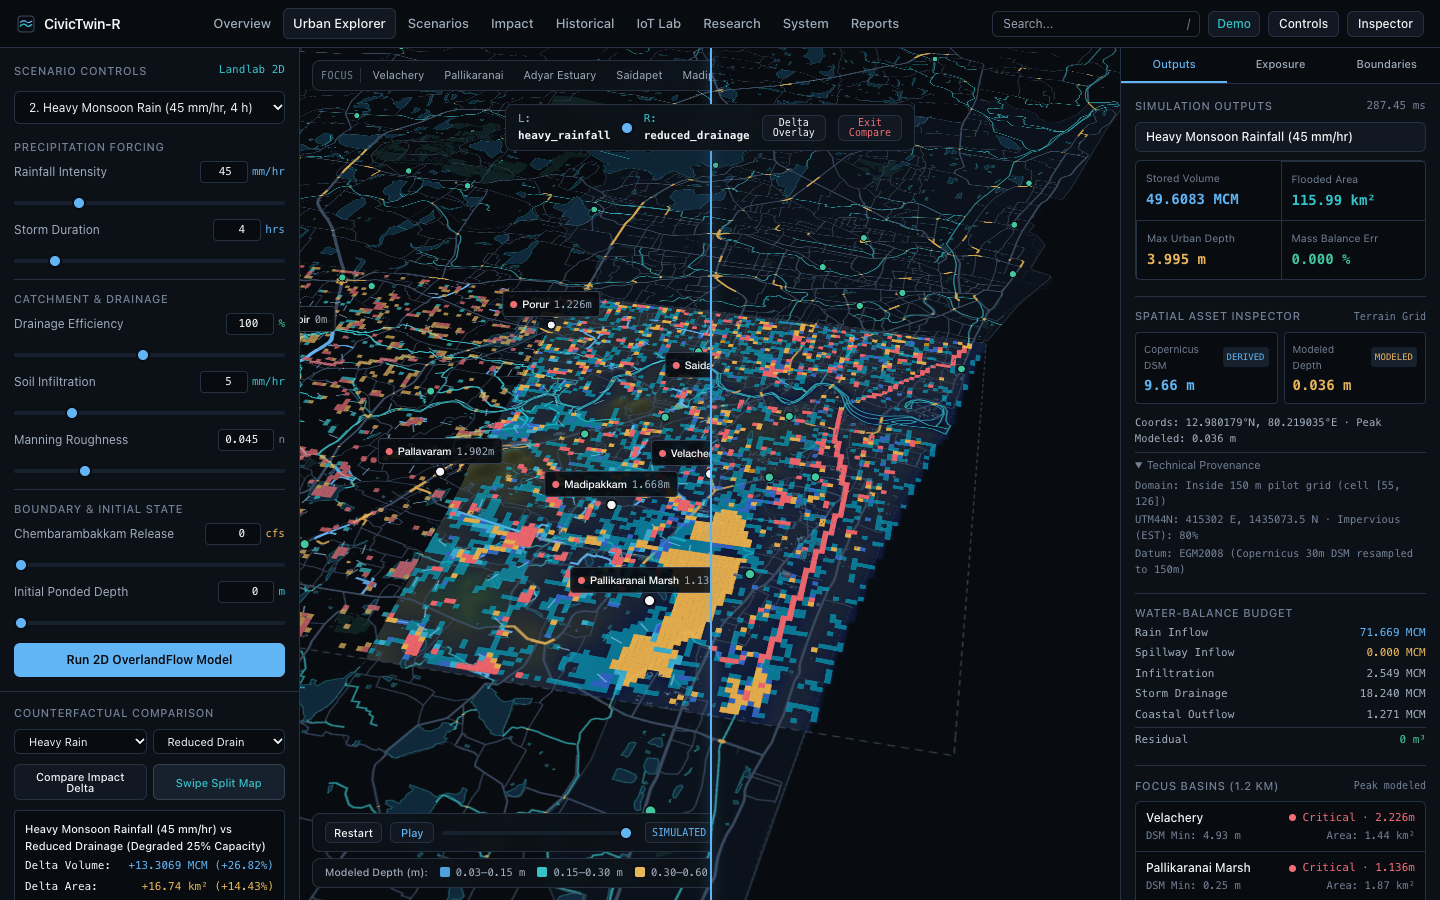 CivicTwin-R
Overview
Urban Explorer
Scenarios
Impact
Historical
IoT Lab
Research
System
Reports
Search...
/
Demo
Controls
Inspector
SCENARIO CONTROLS
Landlab 2D
2. Heavy Monsoon Rain (45 mm/hr, 4 h)
PRECIPITATION FORCING
Rainfall Intensity 45 mm/hr
Storm Duration 4 hrs
CATCHMENT & DRAINAGE
Drainage Efficiency 100 %
Soil Infiltration 5 mm/hr
Manning Roughness 0.045 n
BOUNDARY & INITIAL STATE
Chembarambakkam Release 0 cfs
Initial Ponded Depth 0 m
Run 2D OverlandFlow Model
COUNTERFACTUAL COMPARISON
Heavy Rain
Reduced Drain
Compare Impact
Delta
Swipe Split Map
Heavy Monsoon Rainfall (45 mm/hr) vs
Reduced Drainage (Degraded 25% Capacity)
Delta Volume: +13.3069 MCM (+26.82%)
Delta Area: +16.74 km² (+14.43%)
FOCUS
Velachery
Pallikaranai
Adyar Estuary
Saidapet
Madip
L:
heavy_rainfall
R:
reduced_drainage
Delta
Overlay
Exit
Compare
Porur 1.226m
oir 0m
Saida
Pallavaram 1.902m
Velache
Madipakkam 1.668m
Pallikaranai Marsh 1.13
Restart
Play
SIMULATED
Modeled Depth (m):
0.03–0.15 m
0.15–0.30 m
0.30–0.60
Outputs
Exposure
Boundaries
SIMULATION OUTPUTS
287.45 ms
Heavy Monsoon Rainfall (45 mm/hr)
Stored Volume
49.6083 MCM
Flooded Area
115.99 km²
Max Urban Depth
3.995 m
Mass Balance Err
0.000 %
SPATIAL ASSET INSPECTOR
Terrain Grid
Copernicus
DSM
DERIVED
9.66 m
Modeled
Depth
MODELED
0.036 m
Coords: 12.980179°N, 80.219035°E · Peak
Modeled: 0.036 m
▼ Technical Provenance
Domain: Inside 150 m pilot grid (cell [55,
126])
UTM44N: 415302 E, 1435073.5 N · Impervious
(EST): 80%
Datum: EGM2008 (Copernicus 30m DSM resampled
to 150m)
WATER-BALANCE BUDGET
Rain Inflow 71.669 MCM
Spillway Inflow 0.000 MCM
Infiltration 2.549 MCM
Storm Drainage 18.240 MCM
Coastal Outflow 1.271 MCM
Residual 0 m³
FOCUS BASINS (1.2 KM)
Peak modeled
Velachery
Critical · 2.226m
DSM Min: 4.93 m
Area: 1.44 km²
Pallikaranai Marsh
Critical · 1.136m
DSM Min: 0.25 m
Area: 1.87 km²